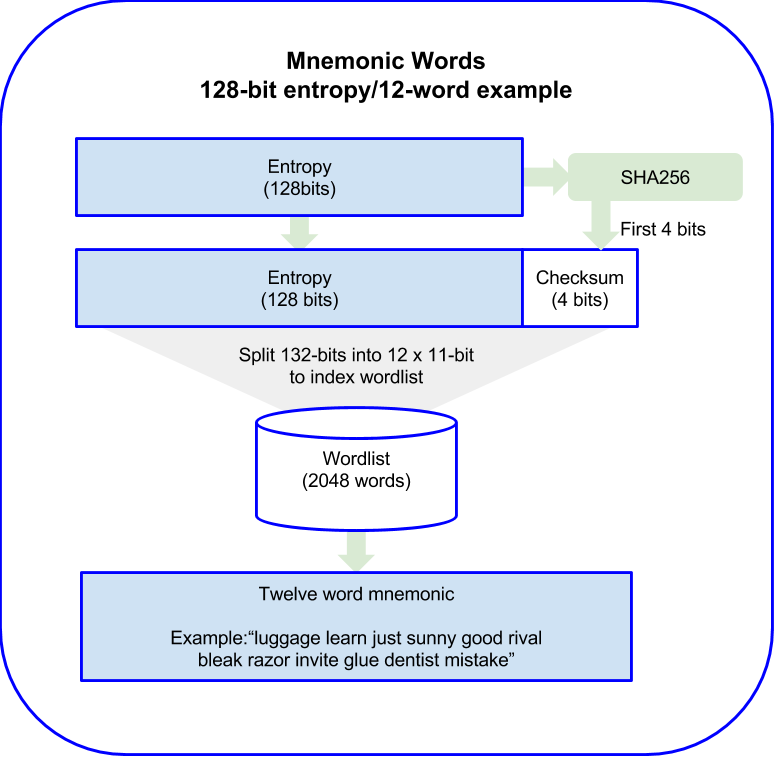 Mnemonic Words
128-bit entropy/12-word example
Entropy
(128bits)
SHA256
First 4 bits
Entropy
(128 bits)
Checksum
(4 bits)
Split 132-bits into 12 x 11-bit
to index wordlist
Wordlist
(2048 words)
Twelve word mnemonic
Example:“luggage learn just sunny good rival
bleak razor invite glue dentist mistake”